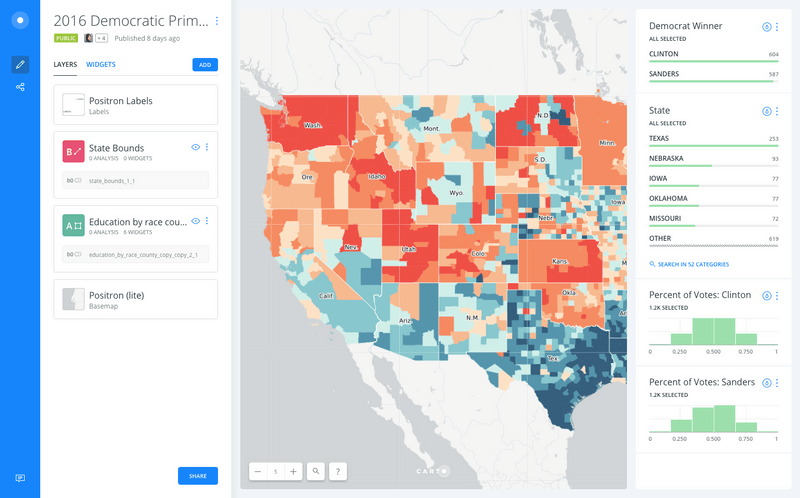 2016 Democratic Prim...
PUBLIC
+ 4
Published 8 days ago
LAYERS
WIDGETS
ADD
Positron Labels
Labels
B
State Bounds
0 ANALYSIS 0 WIDGETS
b0
state_bounds_1_1
A
Education by race cou...
0 ANALYSIS 6 WIDGETS
b0
education_by_race_county_copy_copy_2_1
Positron (lite)
Basemap
SHARE
Wash.
Mont.
N.D.
Minn.
Ore
Idaho
S.D.
Wyo.
Iowa
Nebr.
Nev.
Utah
Colo.
Kans.
Calif.
Okla.
Ariz.
N.M.
Ar
Tex.
5
?
CARTO
Democrat Winner
ALL SELECTED
CLINTON 604
SANDERS 587
State
ALL SELECTED
TEXAS 253
NEBRASKA 93
IOWA 77
OKLAHOMA 77
MISSOURI 72
OTHER 619
SEARCH IN 52 CATEGORIES
Percent of Votes: Clinton
1.2K SELECTED
0 0.250 0.500 0.750 1
Percent of Votes: Sanders
1.2K SELECTED
0 0.250 0.500 0.750 1